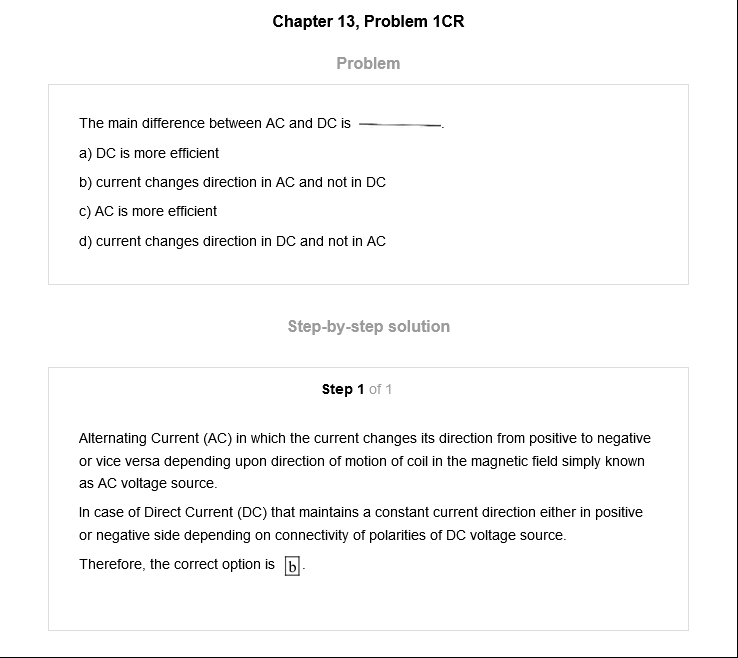 Chapter 13, Problem 1CR
Problem
The main difference between AC and DC is ________.
a) DC is more efficient
b) current changes direction in AC and not in DC
c) AC is more efficient
d) current changes direction in DC and not in AC
Step-by-step solution
Step 1 of 1
Alternating Current (AC) in which the current changes its direction from positive to negative
or vice versa depending upon direction of motion of coil in the magnetic field simply known
as AC voltage source.
In case of Direct Current (DC) that maintains a constant current direction either in positive
or negative side depending on connectivity of polarities of DC voltage source.
Therefore, the correct option is b.